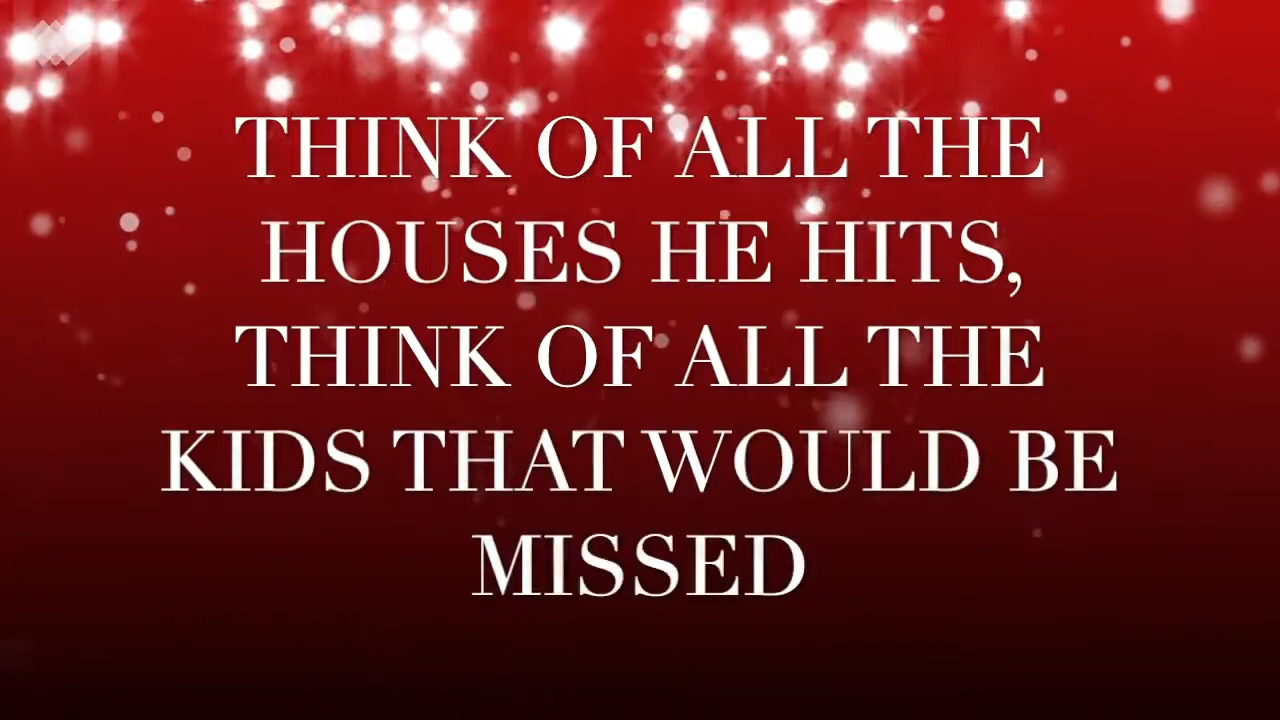 THINK OF ALL THE
HOUSES HE HITS,
THINK OF ALL THE
KIDS THAT WOULD BE
MISSED